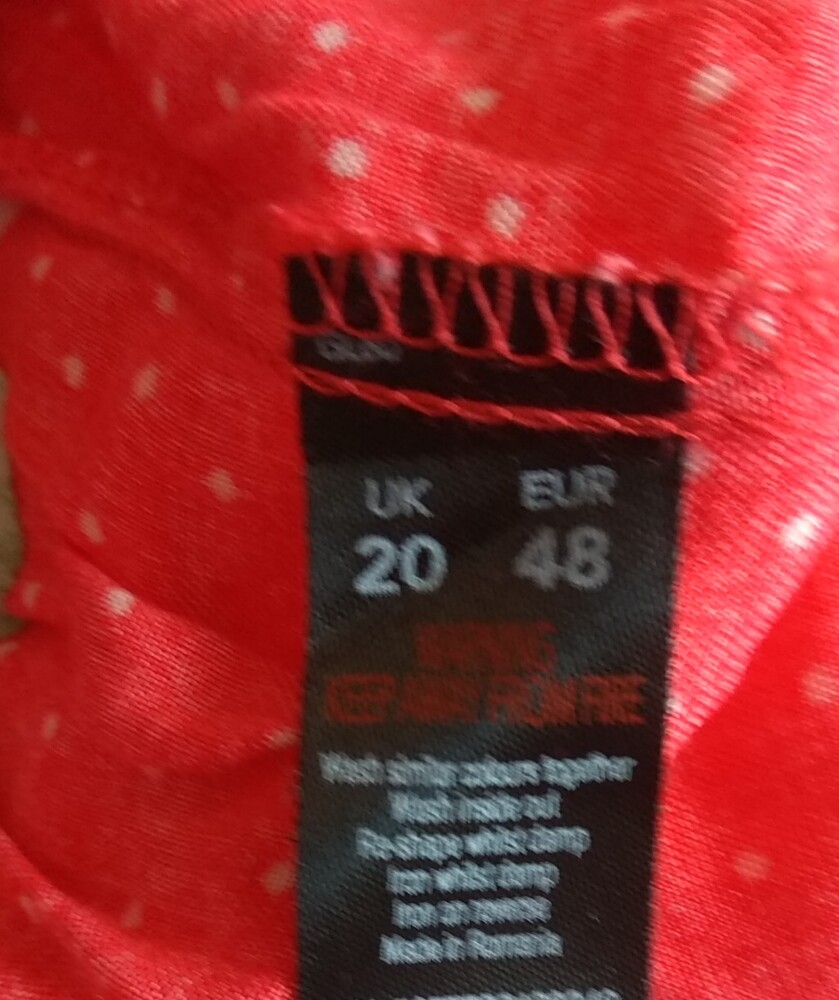 UK EUR
20 48
WARNING
KEEP AWAY FROM FIRE
Wash similar colours together
Wash inside out
Re-shape whilst damp
Iron whilst damp
Iron on reverse
Made in Romania